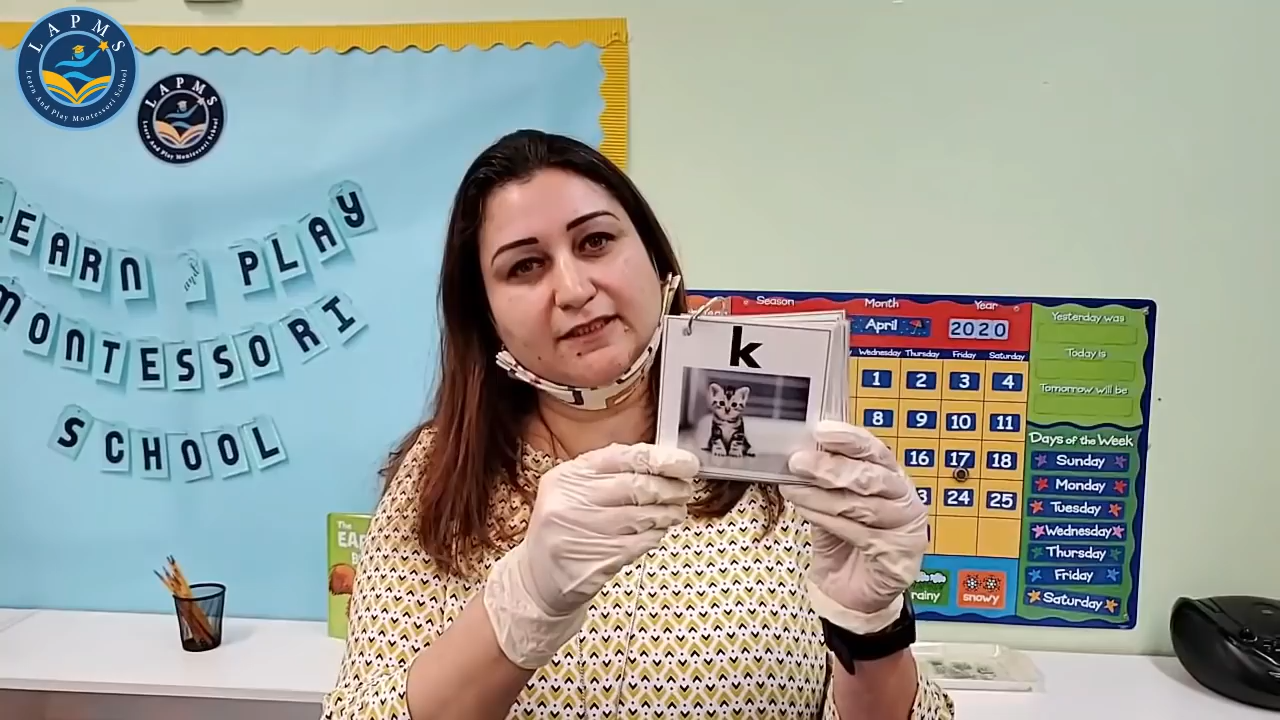 LAPMS
Learn And Play Montessori School
LAPMS
Learn And Play Montessori School
LEARN PLAY
MONTESSORI
SCHOOL
k
The
Season Month Year
April 2020
Wednesday Thursday Friday Saturday
1 2 3 4
8 9 10 11
16 17 18
24 25
Yesterday was
Today is
Tomorrow will be
Days of the Week
Sunday
Monday
Tuesday
Wednesday
Thursday
Friday
Saturday
rainy
snowy